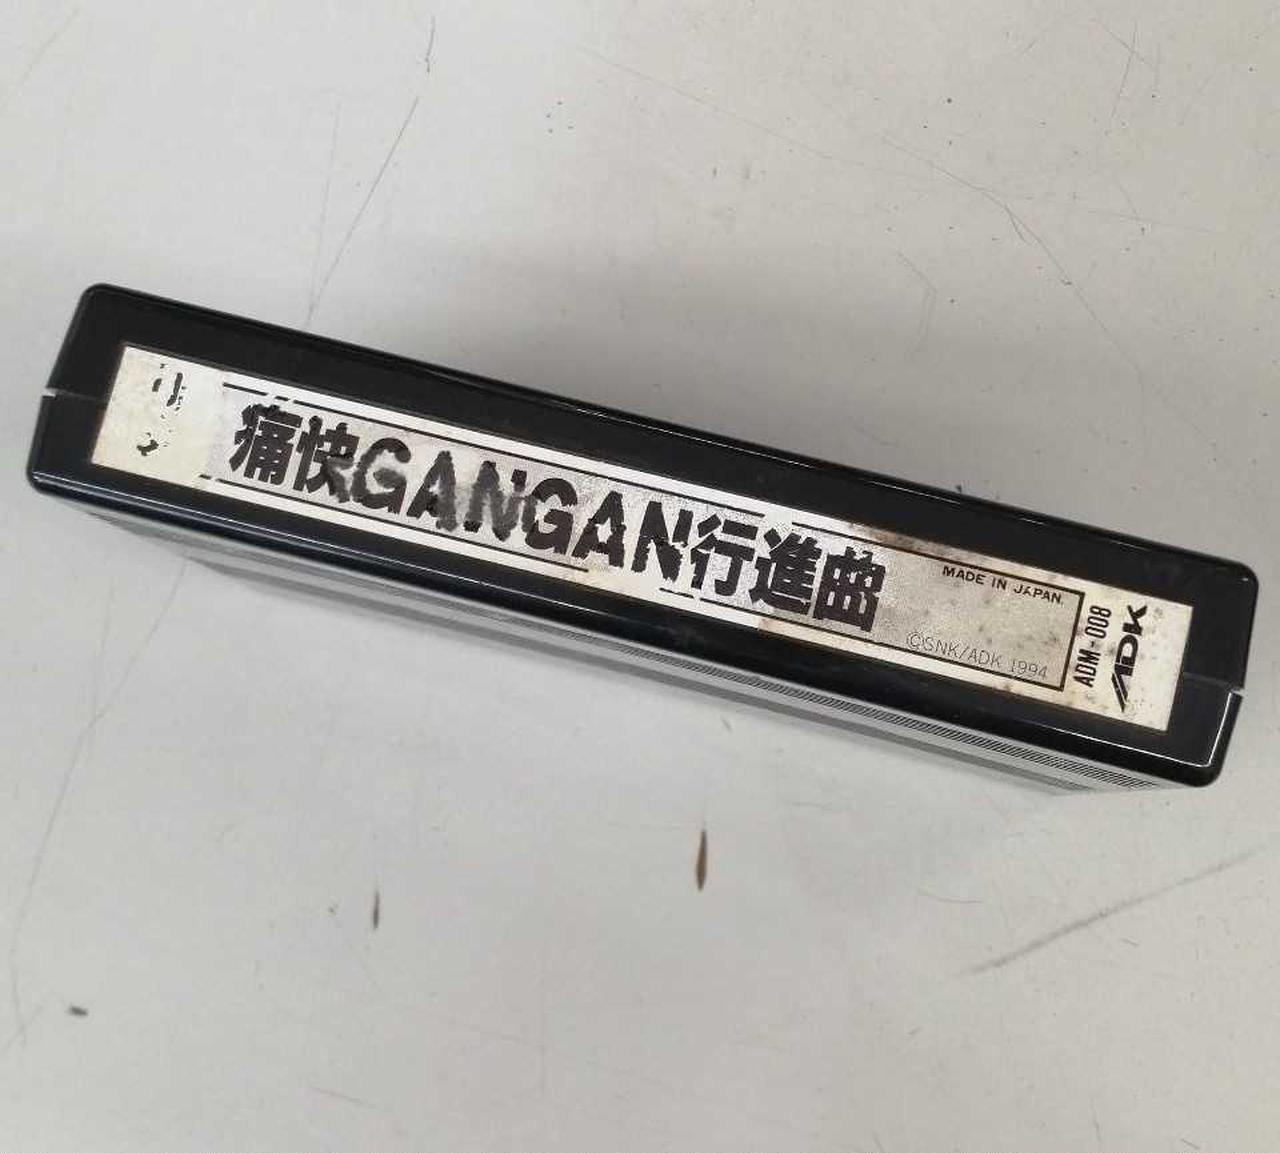 痛快GANGAN行進曲
MADE IN JAPAN.
©SNK/ADK 1994
ADM-008
ADK